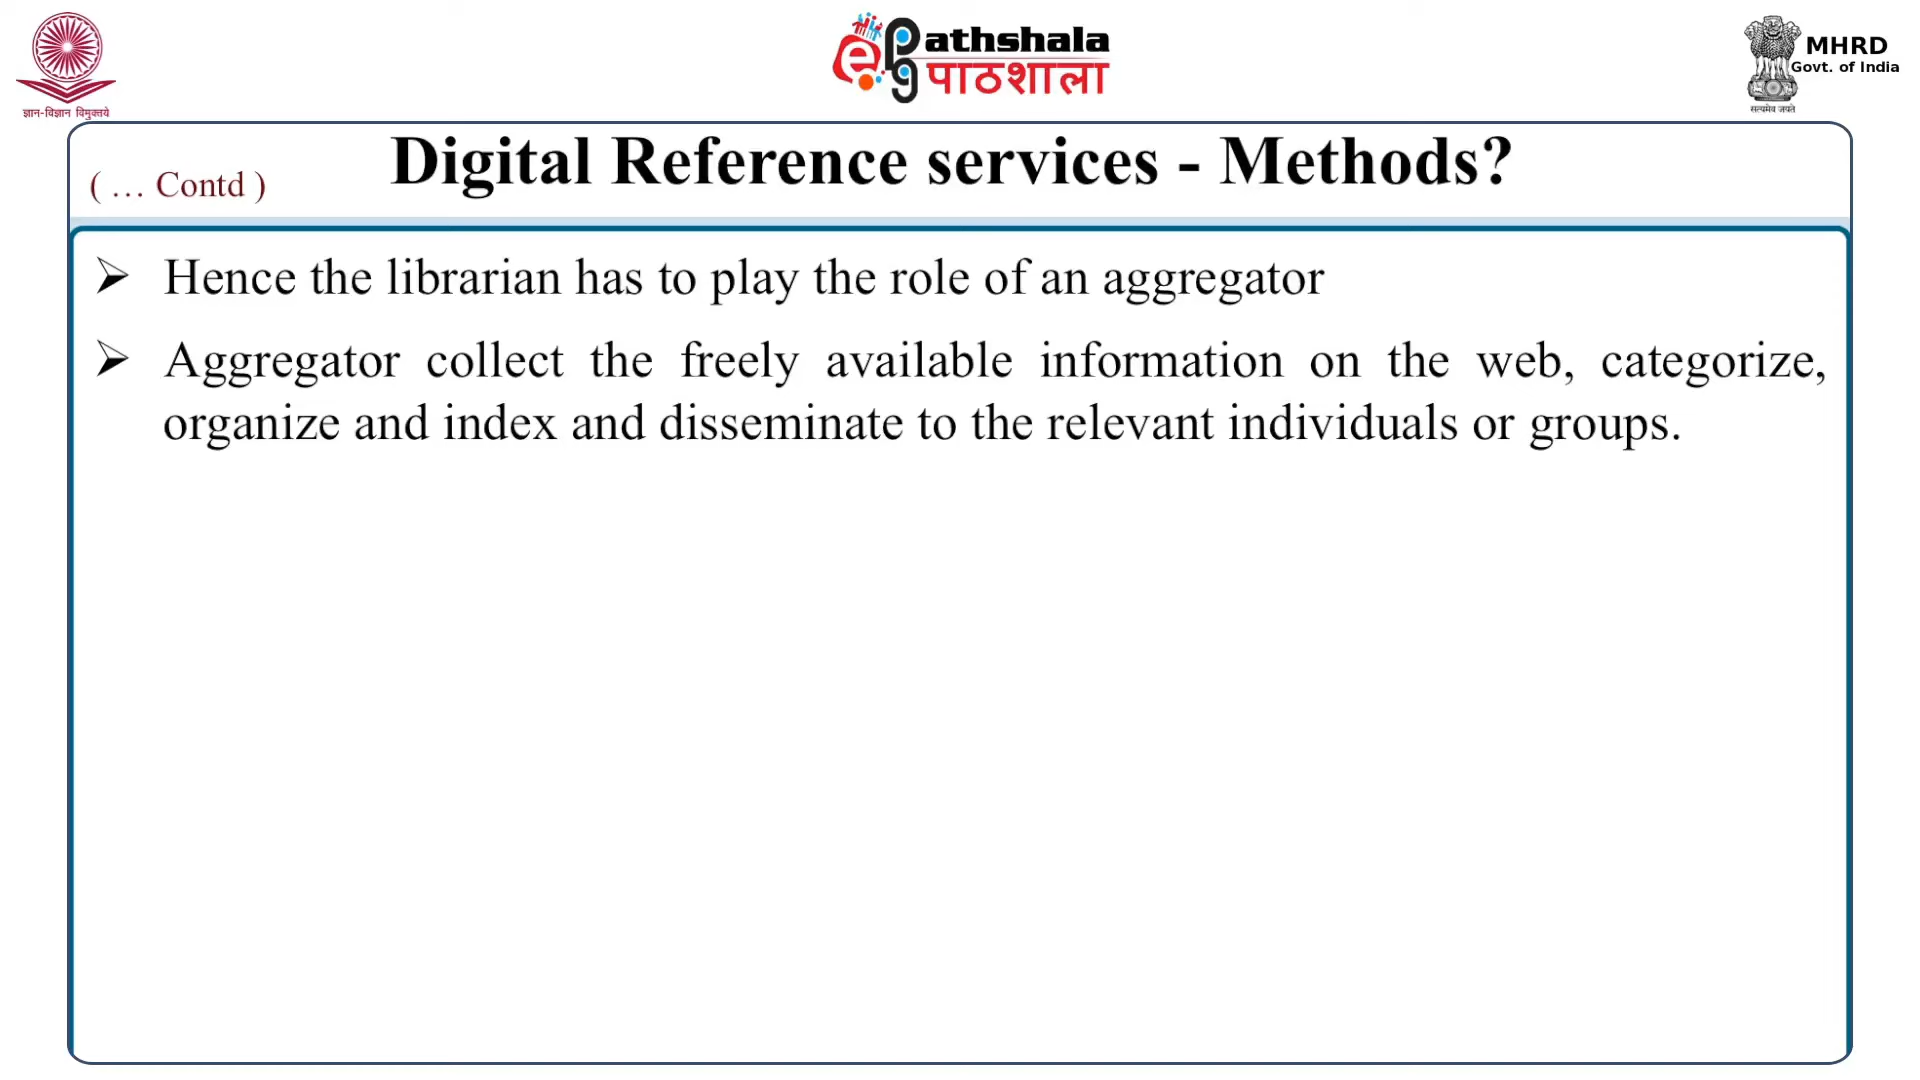 ज्ञान-विज्ञान विमुक्तये
ePg Pathshala
पाठशाला
सत्यमेव जयते
MHRD
Govt. of India
( … Contd )
Digital Reference services - Methods?
➢ Hence the librarian has to play the role of an aggregator
➢ Aggregator collect the freely available information on the web, categorize,
organize and index and disseminate to the relevant individuals or groups.